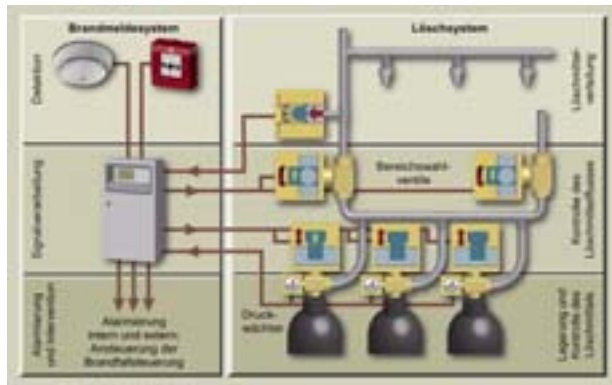 Brandmeldesystem
Löschsystem
Detektion
Signalverarbeitung
Alarmierung
und Intervention
Alarmierung
intern und extern:
Ansteuerung der
Brandfallsteuerung
Bereichswahl-
ventile
Druck-
wächter
Löschmittel-
verteilung
Kontrolle des
Löschmittelflusses
Lagerung und
Kontrolle des
Löschmittels